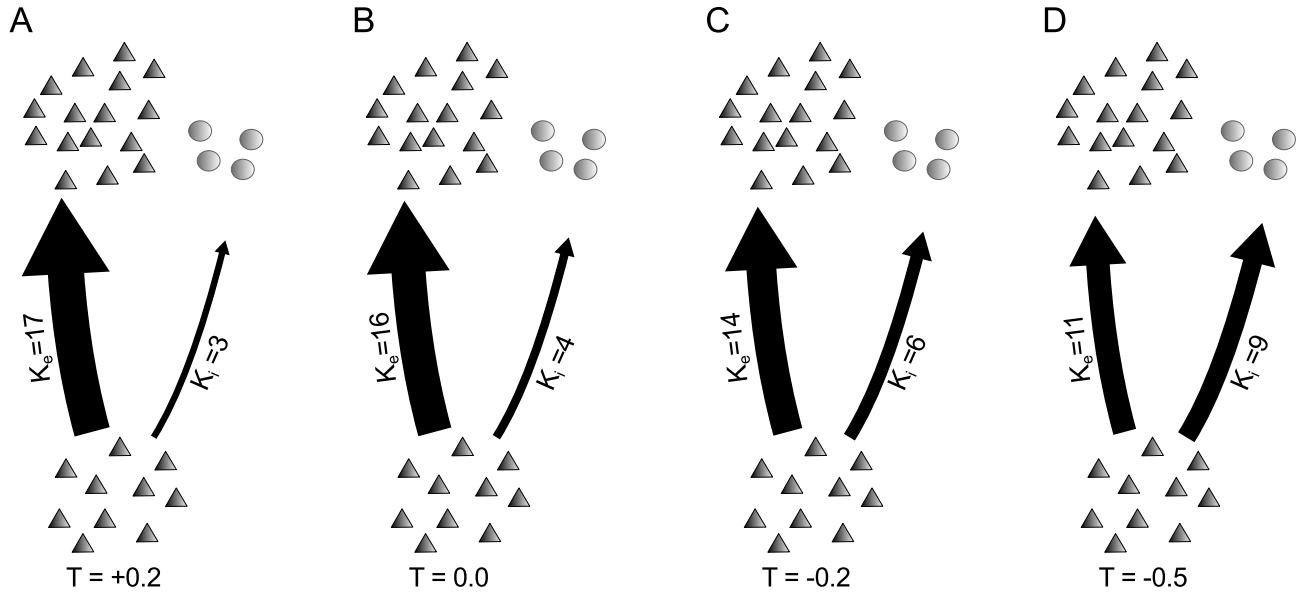 A
B
C
D
Ke=17
Ki=3
Ke=16
Ki=4
Ke=14
Ki=6
Ke=11
Ki=9
T = +0.2
T = 0.0
T = -0.2
T = -0.5